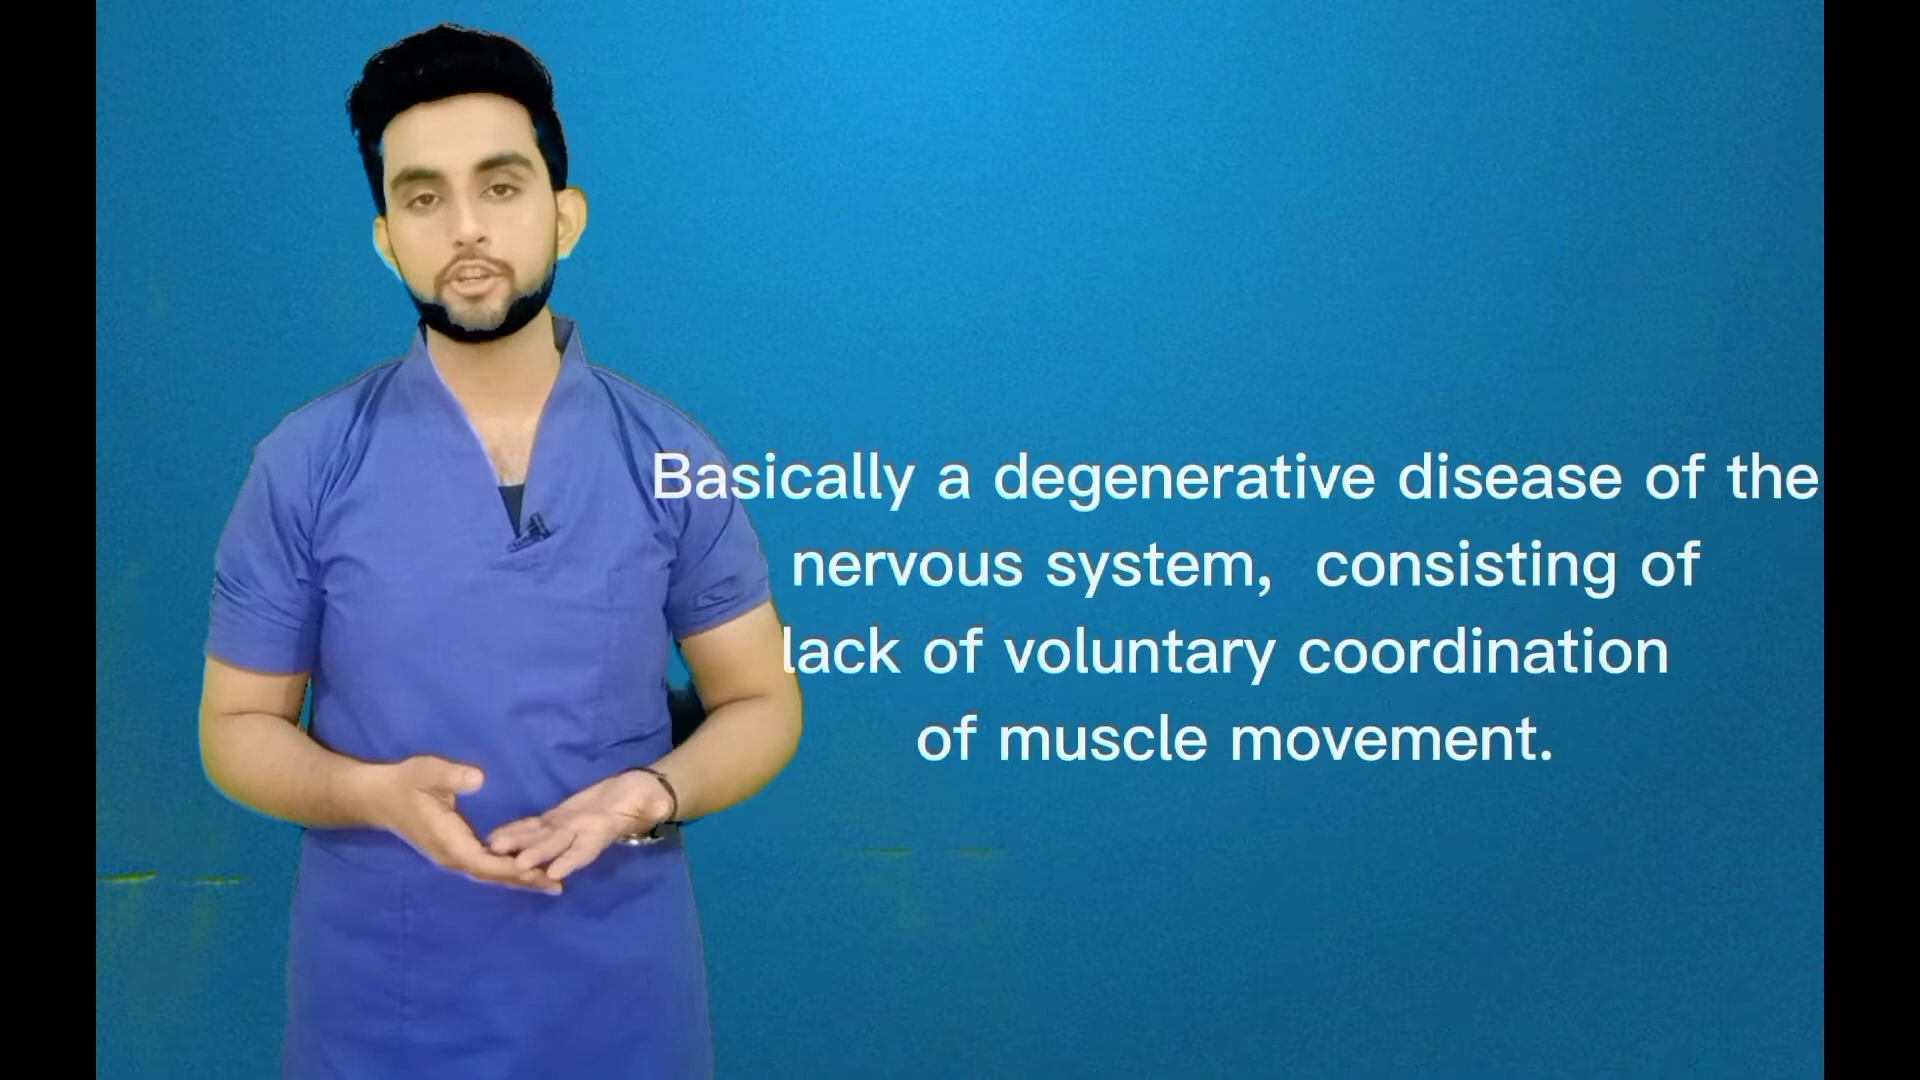 Basically a degenerative disease of the
nervous system, consisting of
lack of voluntary coordination
of muscle movement.